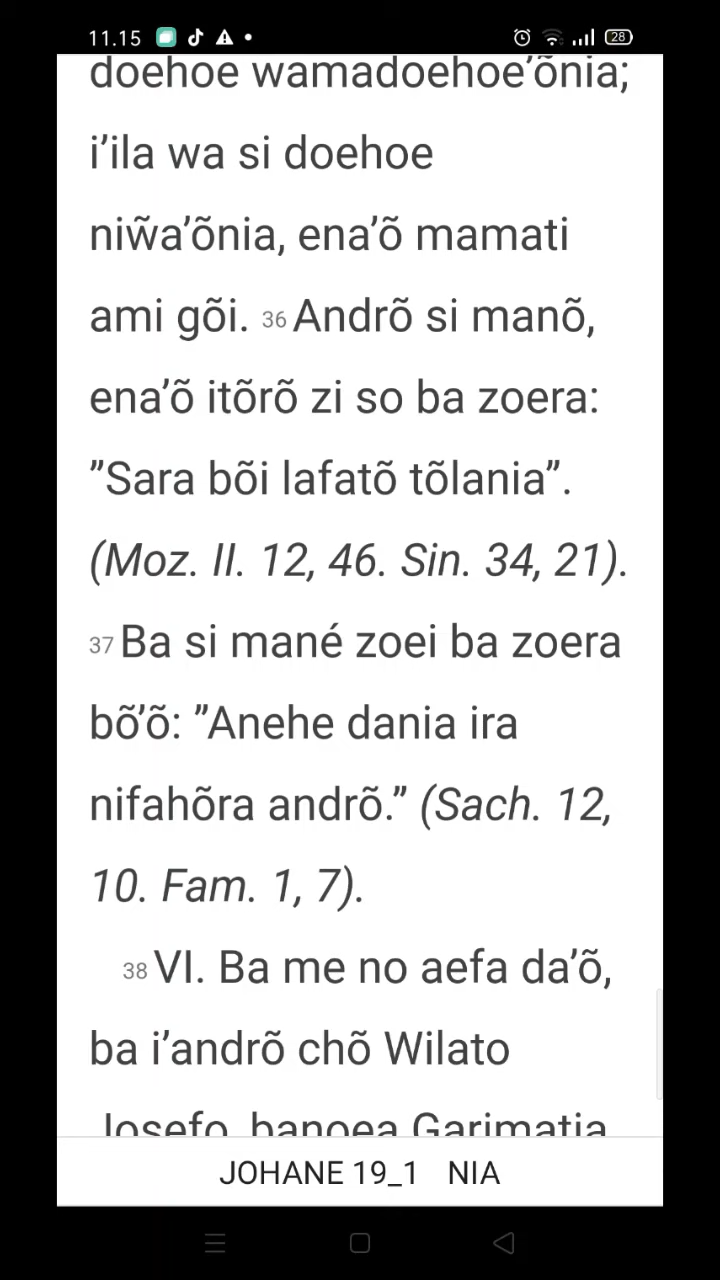 11.15
28
doehoe wamadoehoe’õnia;
i’ila wa si doehoe
niw̃a’õnia, ena’õ mamati
ami gõi. 36 Andrõ si manõ,
ena’õ itõrõ zi so ba zoera:
”Sara bõi lafatõ tõlania”.
(Moz. II. 12, 46. Sin. 34, 21).
37 Ba si mané zoei ba zoera
bõ’õ: ”Anehe dania ira
nifahõra andrõ.” (Sach. 12,
10. Fam. 1, 7).
38 VI. Ba me no aefa da’õ,
ba i’andrõ chõ Wilato
Josefo, banoea Garimatia
JOHANE 19_1 NIA